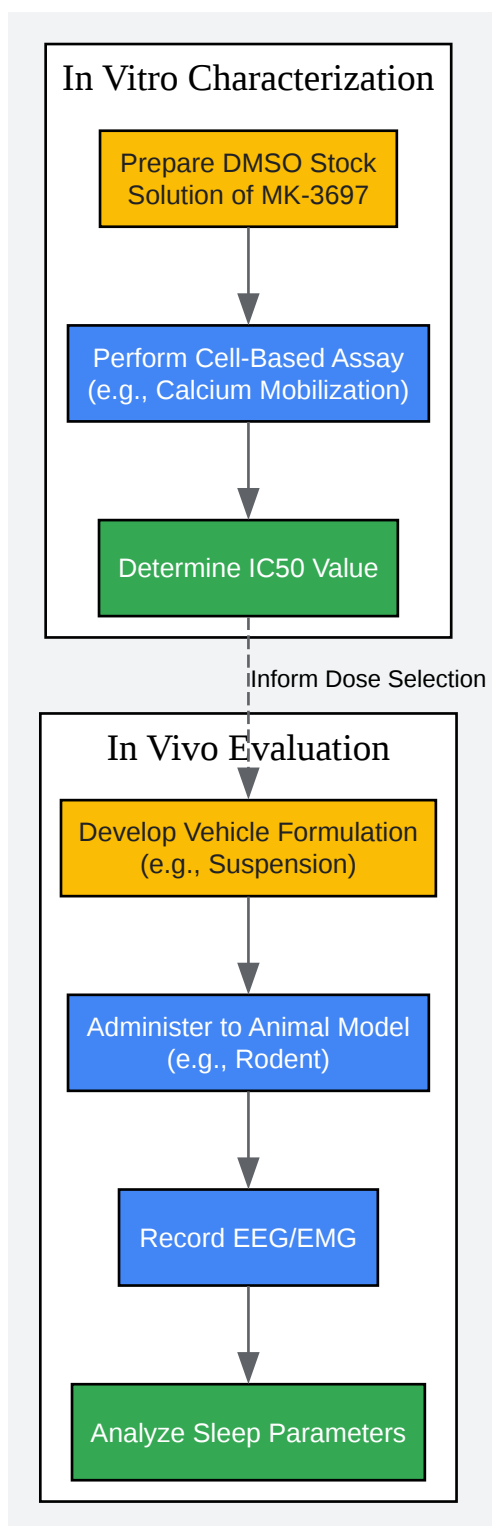 In Vitro Characterization
Prepare DMSO Stock
Solution of MK-3697
Perform Cell-Based Assay
(e.g., Calcium Mobilization)
Determine IC50 Value
Inform Dose Selection
In Vivo Evaluation
Develop Vehicle Formulation
(e.g., Suspension)
Administer to Animal Model
(e.g., Rodent)
Record EEG/EMG
Analyze Sleep Parameters